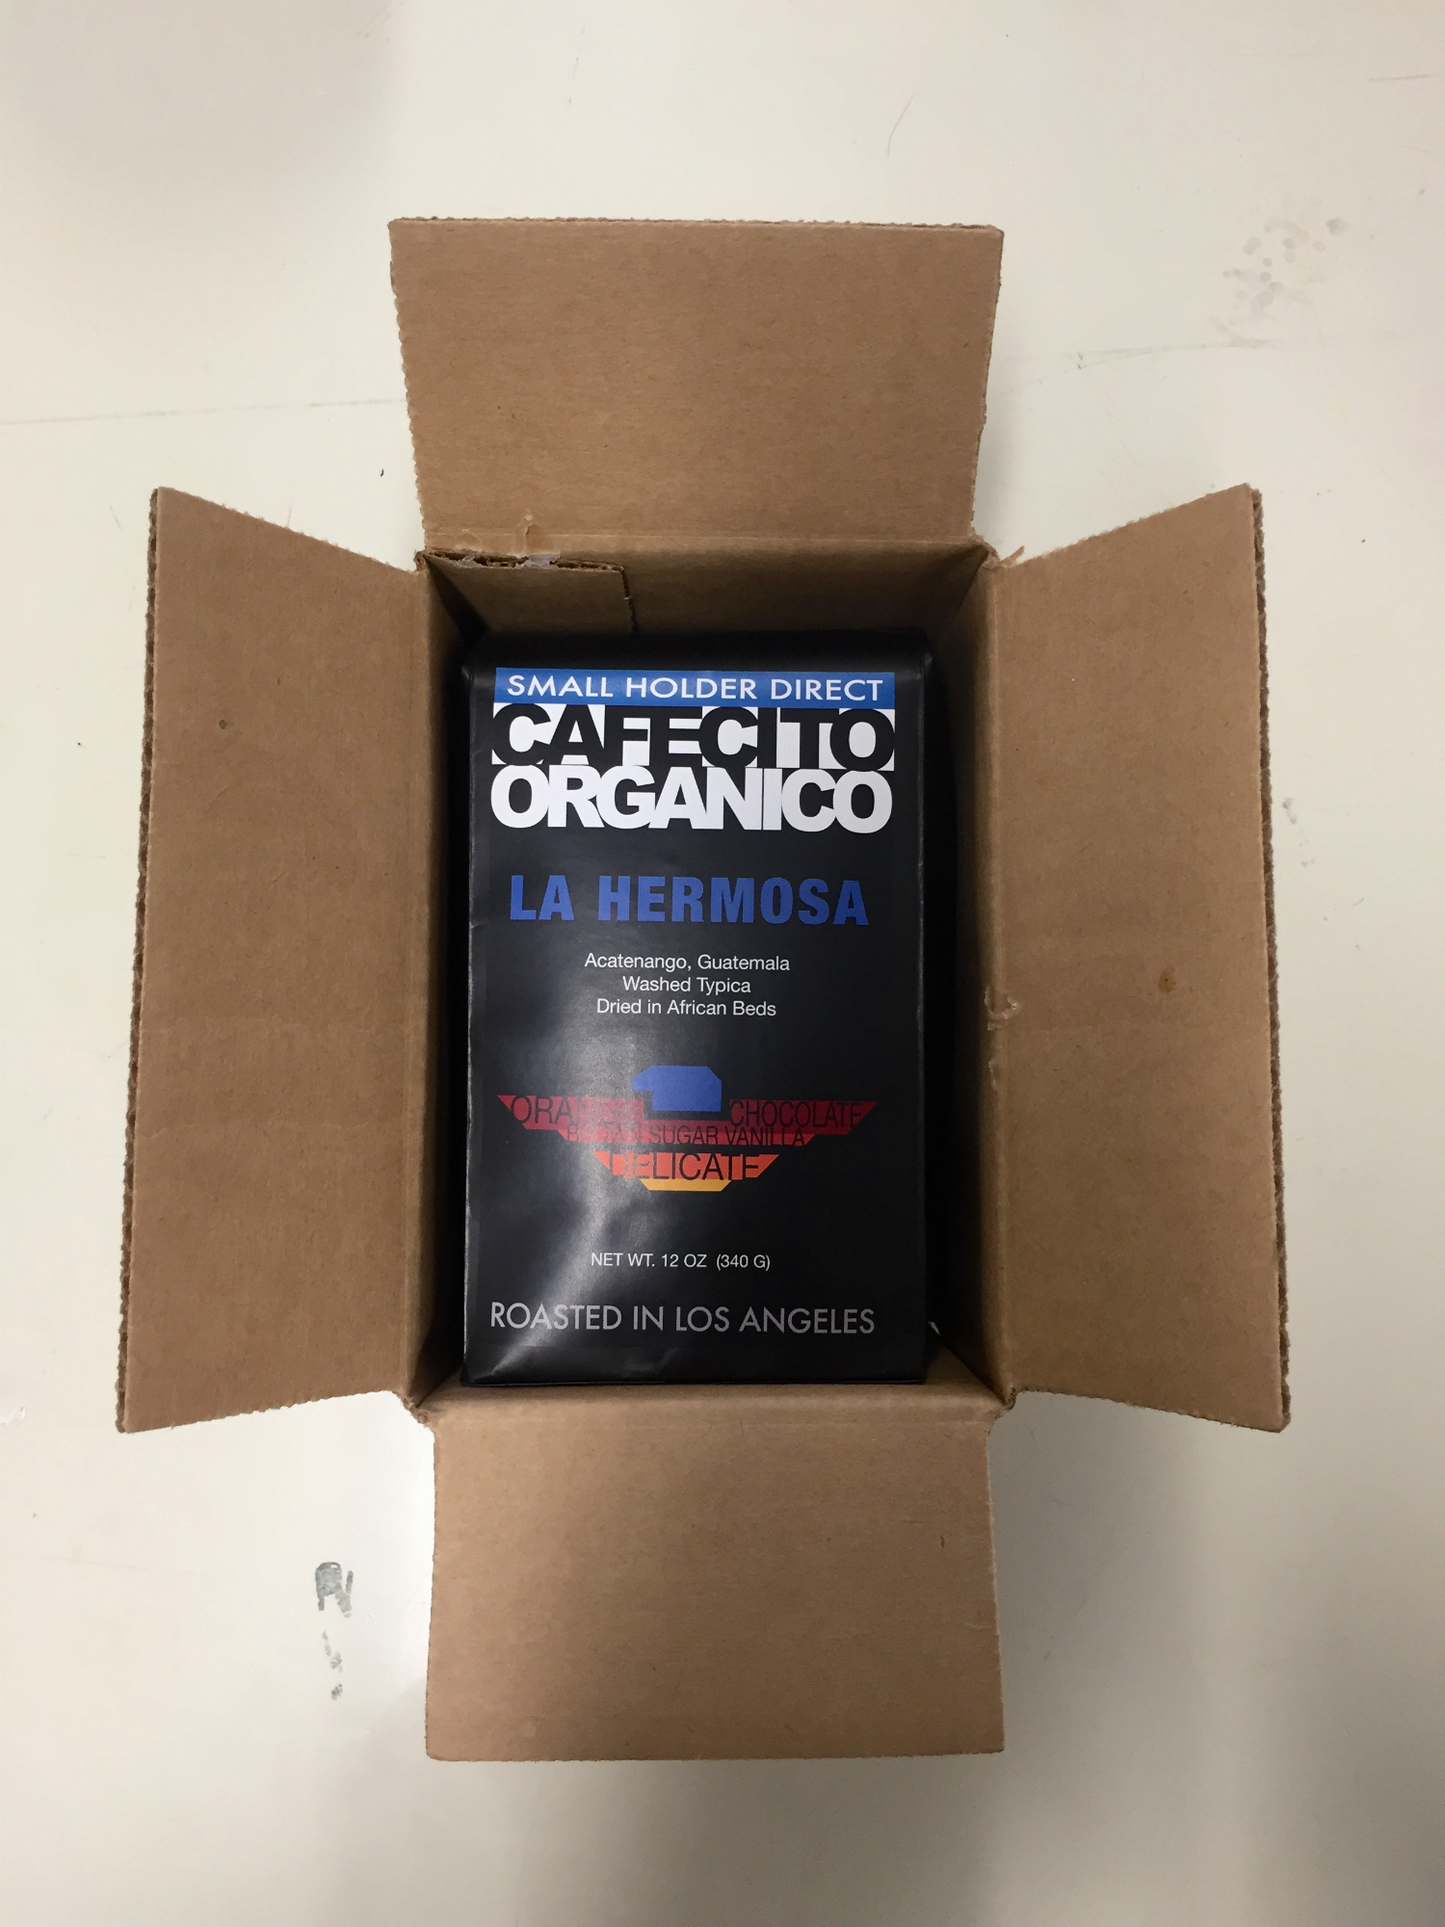 SMALL HOLDER DIRECT
CAFECITO
ORGANICO
LA HERMOSA
Acatenango, Guatemala
Washed Typica
Dried in African Beds
CHOCOLATE
SUGAR VANILLA
DELICATE
NET WT. 12 OZ (340 G)
ROASTED IN LOS ANGELES